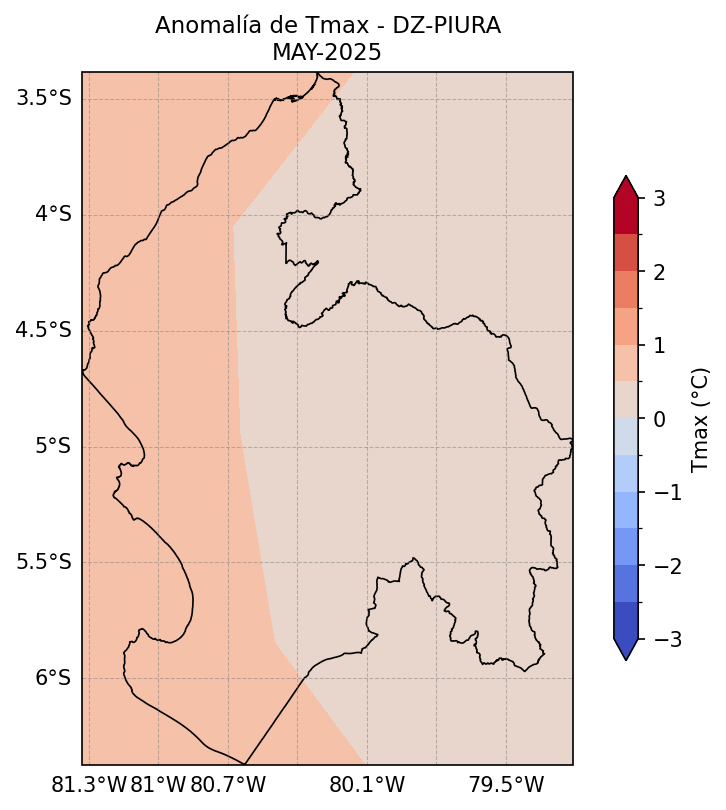 Anomalía de Tmax - DZ-PIURA
MAY-2025
3.5°S
4°S
4.5°S
5°S
5.5°S
6°S
81.3°W 81°W 80.7°W 80.1°W 79.5°W
3
2
1
0
−1
−2
−3
Tmax (°C)